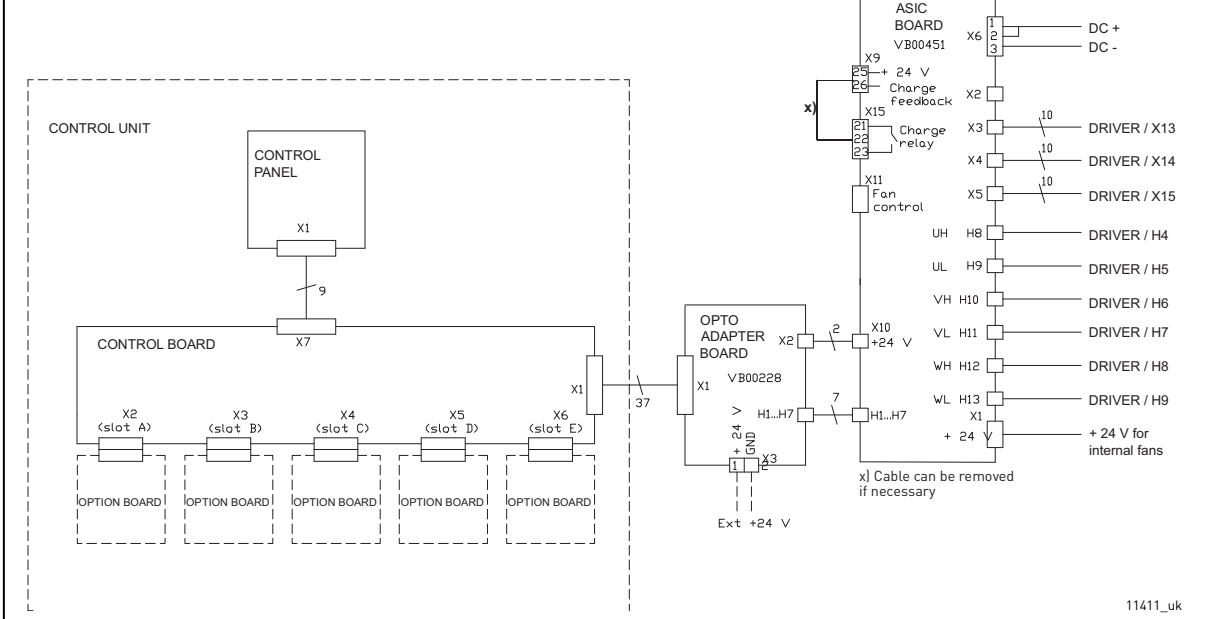 ASIC
BOARD
VB00451
X6
1
2
3
DC +
DC -
X9
25
+ 24 V
26
Charge
feedback
x)
X15
21
22
23
Charge
relay
X11
Fan
control
X2
X3
10
DRIVER / X13
X4
10
DRIVER / X14
X5
10
DRIVER / X15
UH H8
DRIVER / H4
UL H9
DRIVER / H5
VH H10
DRIVER / H6
VL H11
DRIVER / H7
WH H12
DRIVER / H8
WL H13
DRIVER / H9
X1
+ 24 V
+ 24 V for
internal fans
X10
+24 V
H1...H7
x) Cable can be removed
if necessary
CONTROL UNIT
CONTROL
PANEL
X1
9
X7
CONTROL BOARD
X1
37
X2
(slot A)
X3
(slot B)
X4
(slot C)
X5
(slot D)
X6
(slot E)
OPTION BOARD
OPTION BOARD
OPTION BOARD
OPTION BOARD
OPTION BOARD
OPTO
ADAPTER
BOARD
VB00228
X1
X2
2
H1...H7
7
+ 24 V
GND
X3
1
2
Ext +24 V
11411_uk